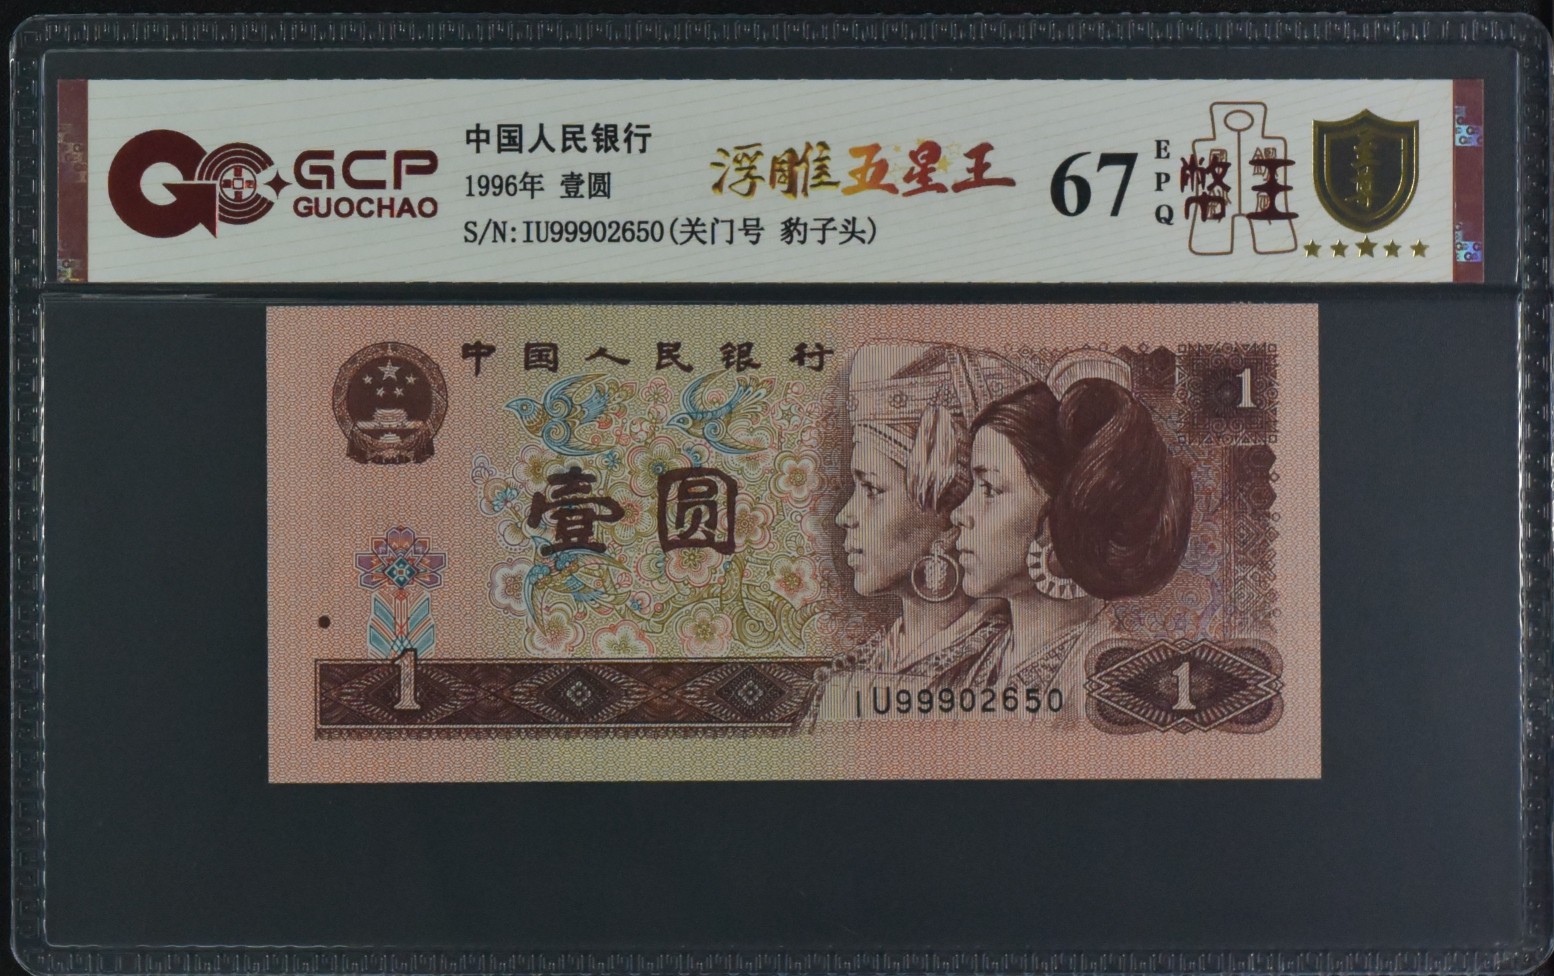 GCP
GUOCHAO
中国人民银行
1996年 壹圆
S/N:IU99902650(关门号 豹子头)
浮雕五星王
67
EPQ
中国人民银行
1
壹圆
1
IU99902650
1